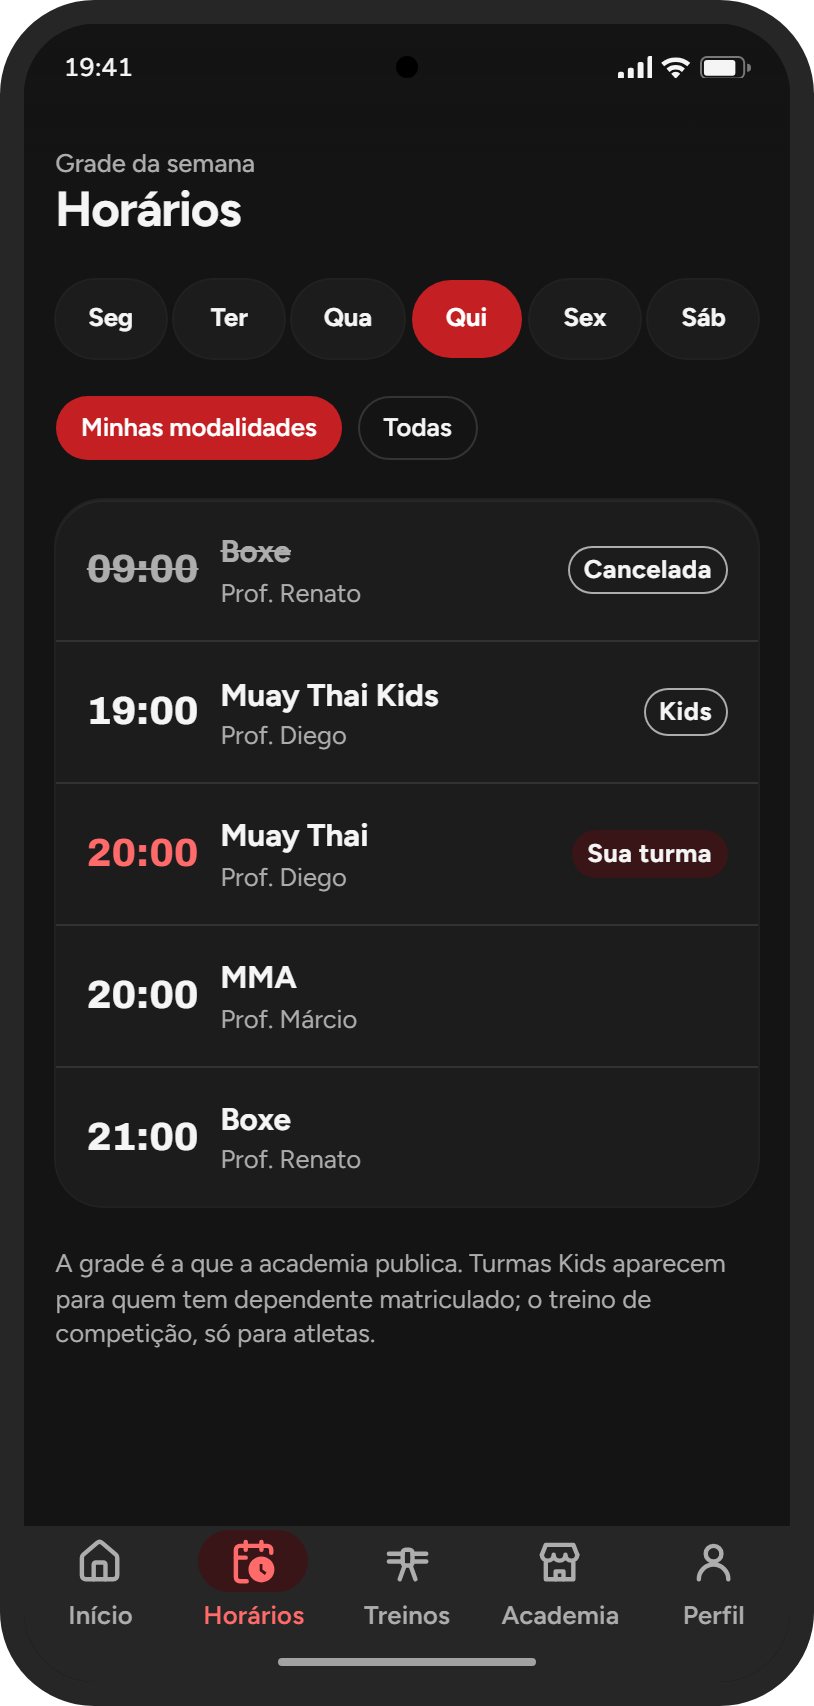 19:41
Grade da semana
Horários
Seg Ter Qua Qui Sex Sáb
Minhas modalidades Todas
09:00 Boxe Cancelada
Prof. Renato
19:00 Muay Thai Kids Kids
Prof. Diego
20:00 Muay Thai Sua turma
Prof. Diego
20:00 MMA
Prof. Márcio
21:00 Boxe
Prof. Renato
A grade é a que a academia publica. Turmas Kids aparecem
para quem tem dependente matriculado; o treino de
competição, só para atletas.
Início Horários Treinos Academia Perfil